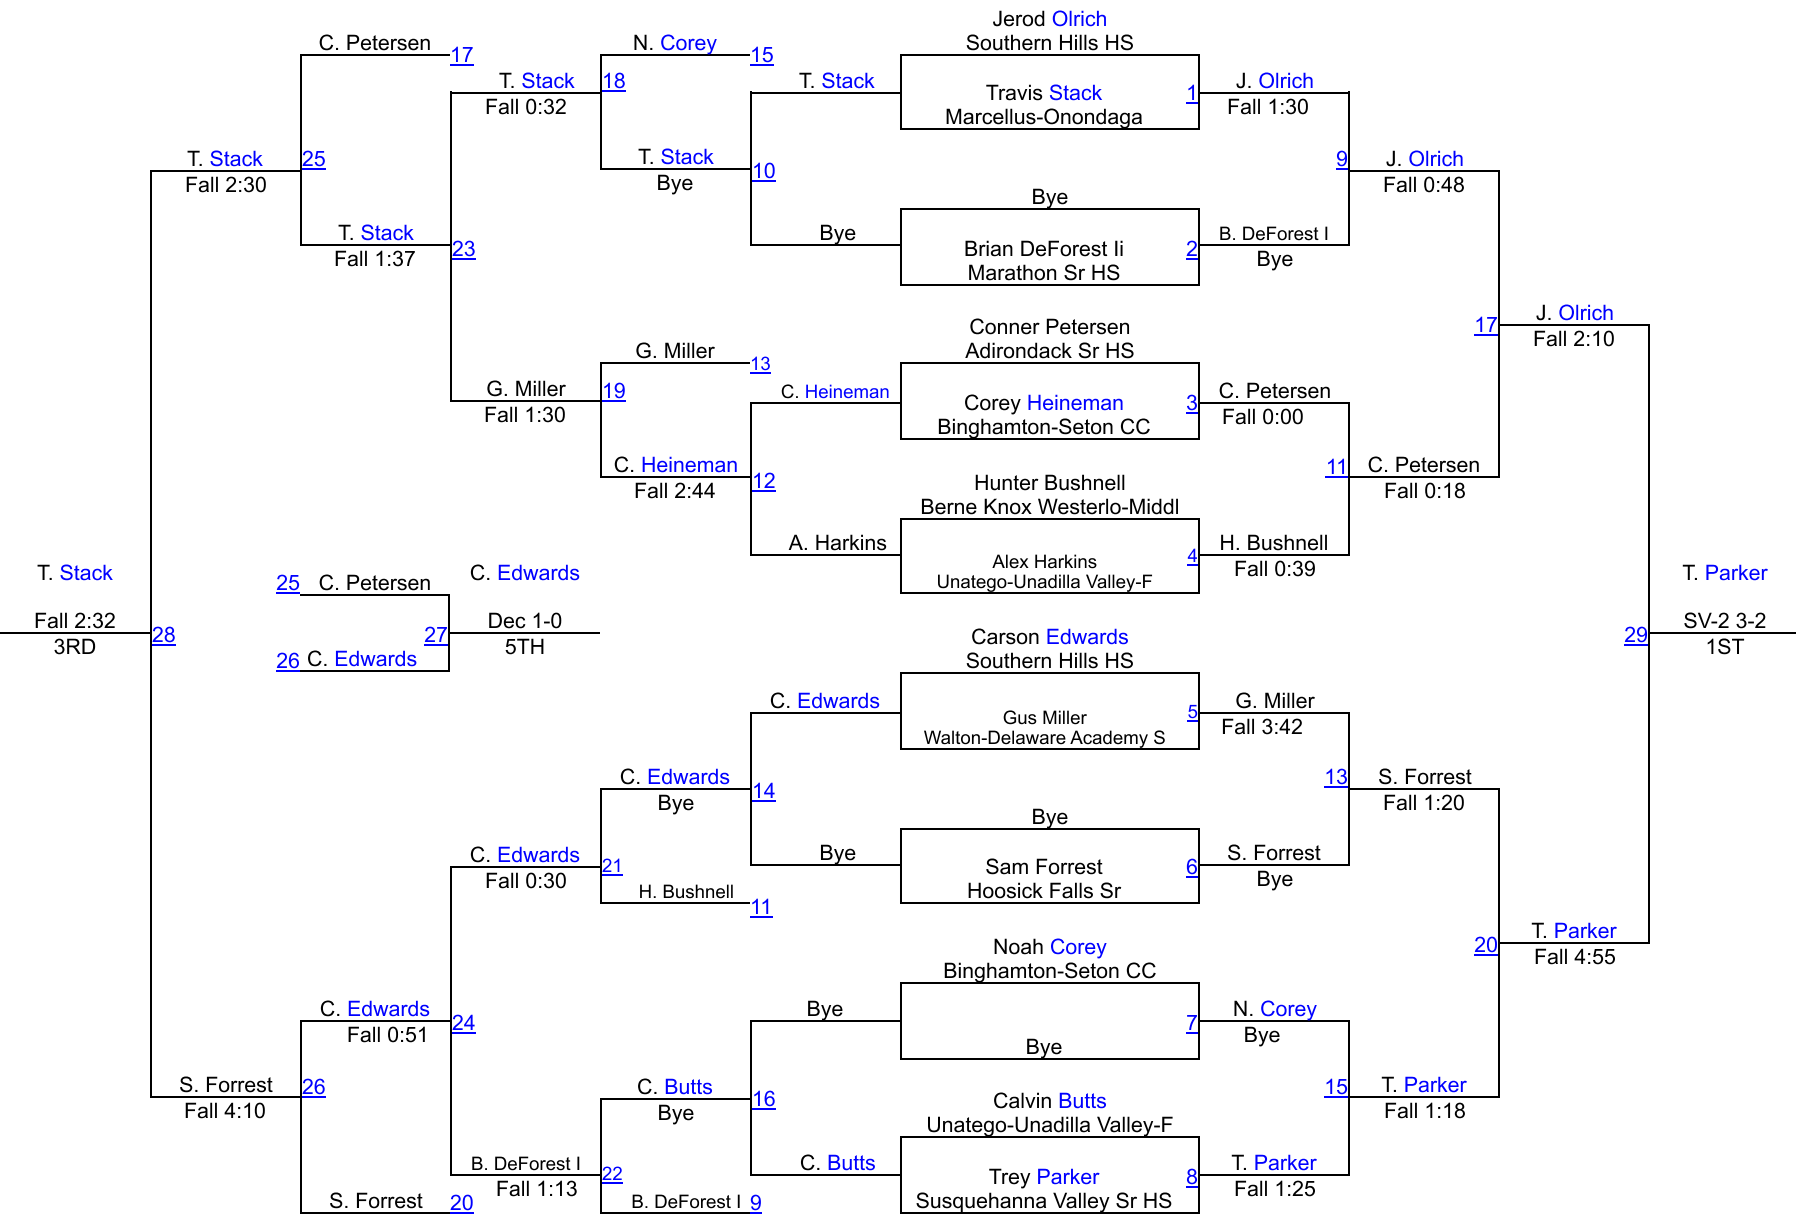 Jerod Olrich
C. Petersen
N. Corey
Southern Hills HS
17
15
T. Stack
18
T. Stack
J. Olrich
Fall 0:32
Travis Stack
1
Fall 1:30
Marcellus-Onondaga
T. Stack
25
T. Stack
10
9
J. Olrich
Fall 2:30
Bye
Fall 0:48
Bye
T. Stack
23
Bye
Brian DeForest Ii
2
B. DeForest I
Fall 1:37
Marathon Sr HS
Bye
Conner Petersen
17
J. Olrich
G. Miller
13
Adirondack Sr HS
Fall 2:10
G. Miller
19
C. Heineman
Corey Heineman
3
C. Petersen
Fall 1:30
Binghamton-Seton CC
Fall 0:00
C. Heineman
12
Hunter Bushnell
11
C. Petersen
Fall 2:44
Berne Knox Westerlo-Middl
Fall 0:18
A. Harkins
Alex Harkins
4
H. Bushnell
Unatego-Unadilla Valley-F
Fall 0:39
T. Stack
25
C. Petersen
C. Edwards
T. Parker
Fall 2:32
28
27
Dec 1-0
29
SV-2 3-2
3RD
5TH
1ST
26
C. Edwards
Carson Edwards
Southern Hills HS
C. Edwards
Gus Miller
5
G. Miller
Walton-Delaware Academy S
Fall 3:42
C. Edwards
14
13
S. Forrest
Bye
Fall 1:20
Bye
C. Edwards
21
Bye
Sam Forrest
6
S. Forrest
Fall 0:30
Hoosick Falls Sr
Bye
H. Bushnell
11
Noah Corey
20
T. Parker
Binghamton-Seton CC
Fall 4:55
C. Edwards
24
Bye
7
N. Corey
Fall 0:51
Bye
Bye
S. Forrest
26
C. Butts
16
Calvin Butts
15
T. Parker
Fall 4:10
Bye
Unatego-Unadilla Valley-F
Fall 1:18
B. DeForest I
22
C. Butts
Trey Parker
8
T. Parker
Fall 1:13
Susquehanna Valley Sr HS
Fall 1:25
S. Forrest
20
B. DeForest I
9